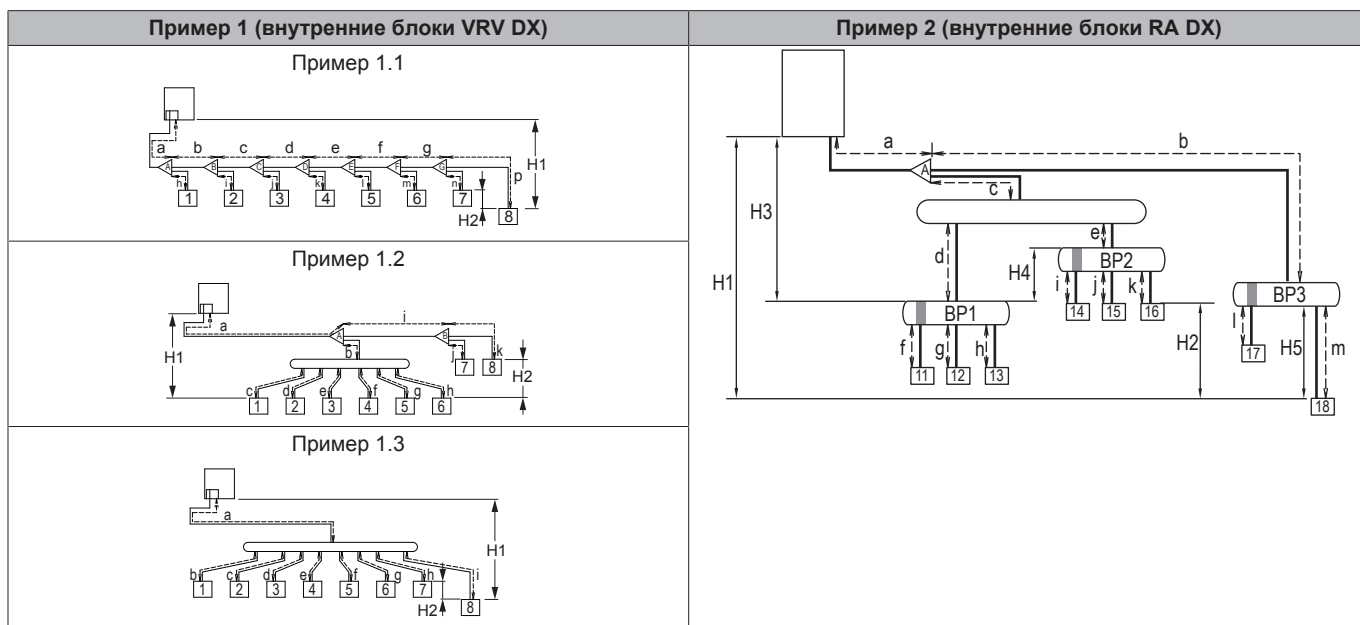 Пример 1 (внутренние блоки VRV DX)
Пример 1.1
a b c d e f g
A B C D E F G
h i j k l m n p
1 2 3 4 5 6 7 8
H1
H2
Пример 1.2
a i
A B
b j k
7 8
H1
H2
c d e f g h
1 2 3 4 5 6
Пример 1.3
a
H1
b c d e f g h i
1 2 3 4 5 6 7 8
H2
Пример 2 (внутренние блоки RA DX)
a b
A
c
H3
H1
d e
BP2
H4
i j k
14 15 16
BP1
f g h
11 12 13
H2
BP3
l H5 m
17
18